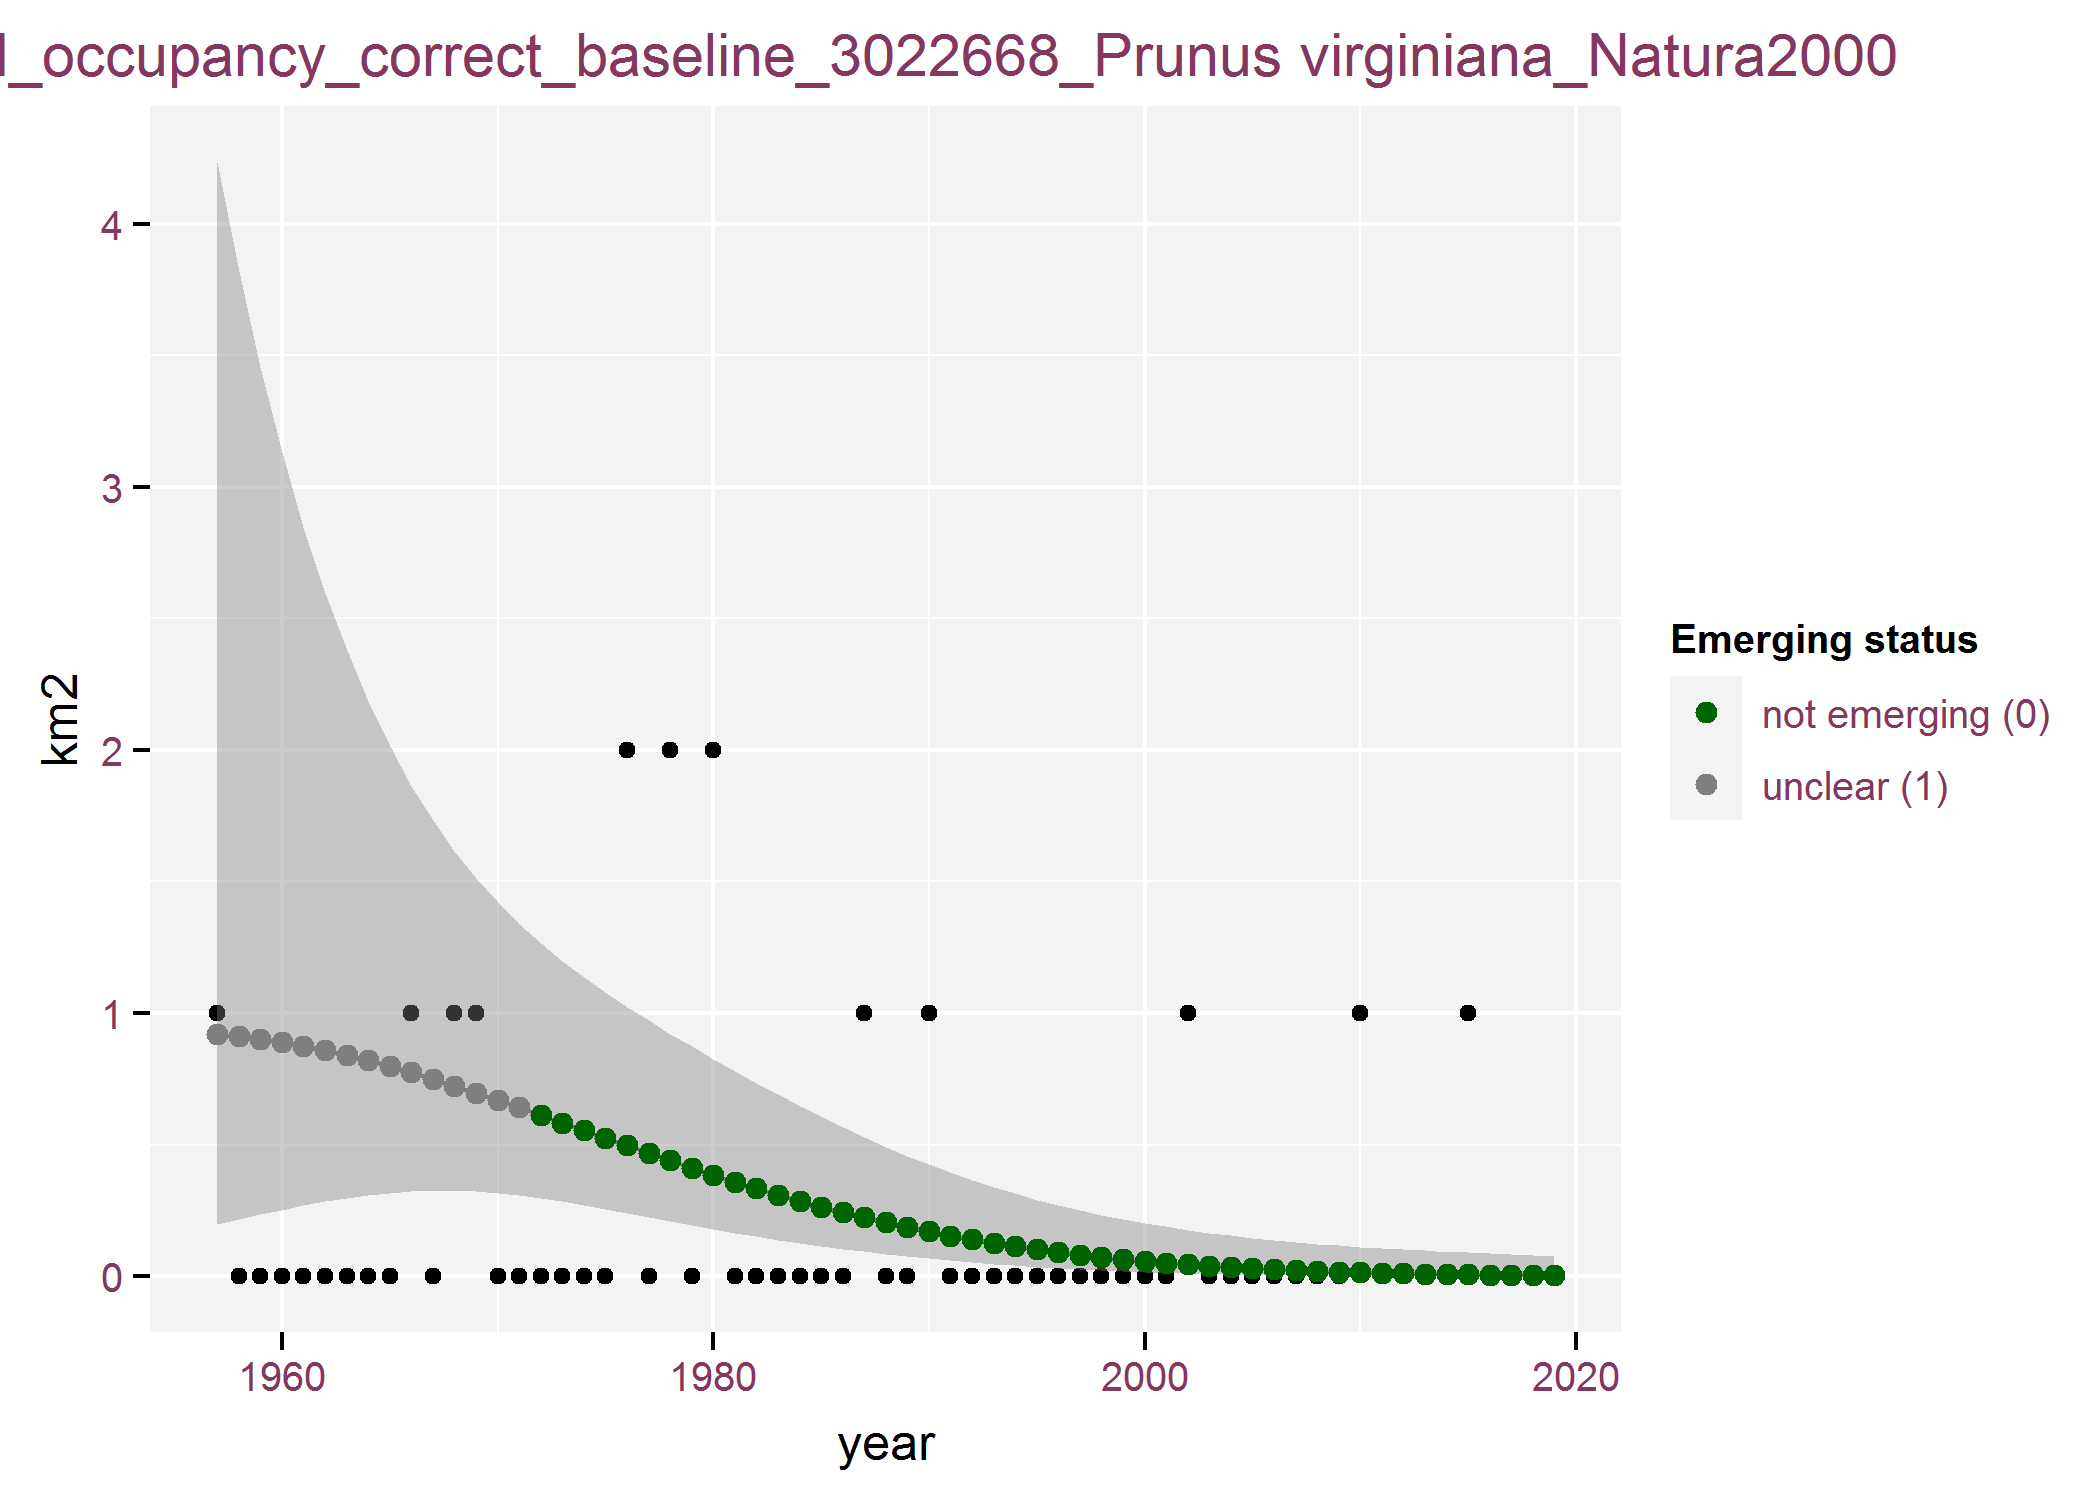 _occupancy_correct_baseline_3022668_Prunus virginiana_Natura2000
4
3
2
1
0
km2
1960 1980 2000 2020
year
Emerging status
not emerging (0)
unclear (1)